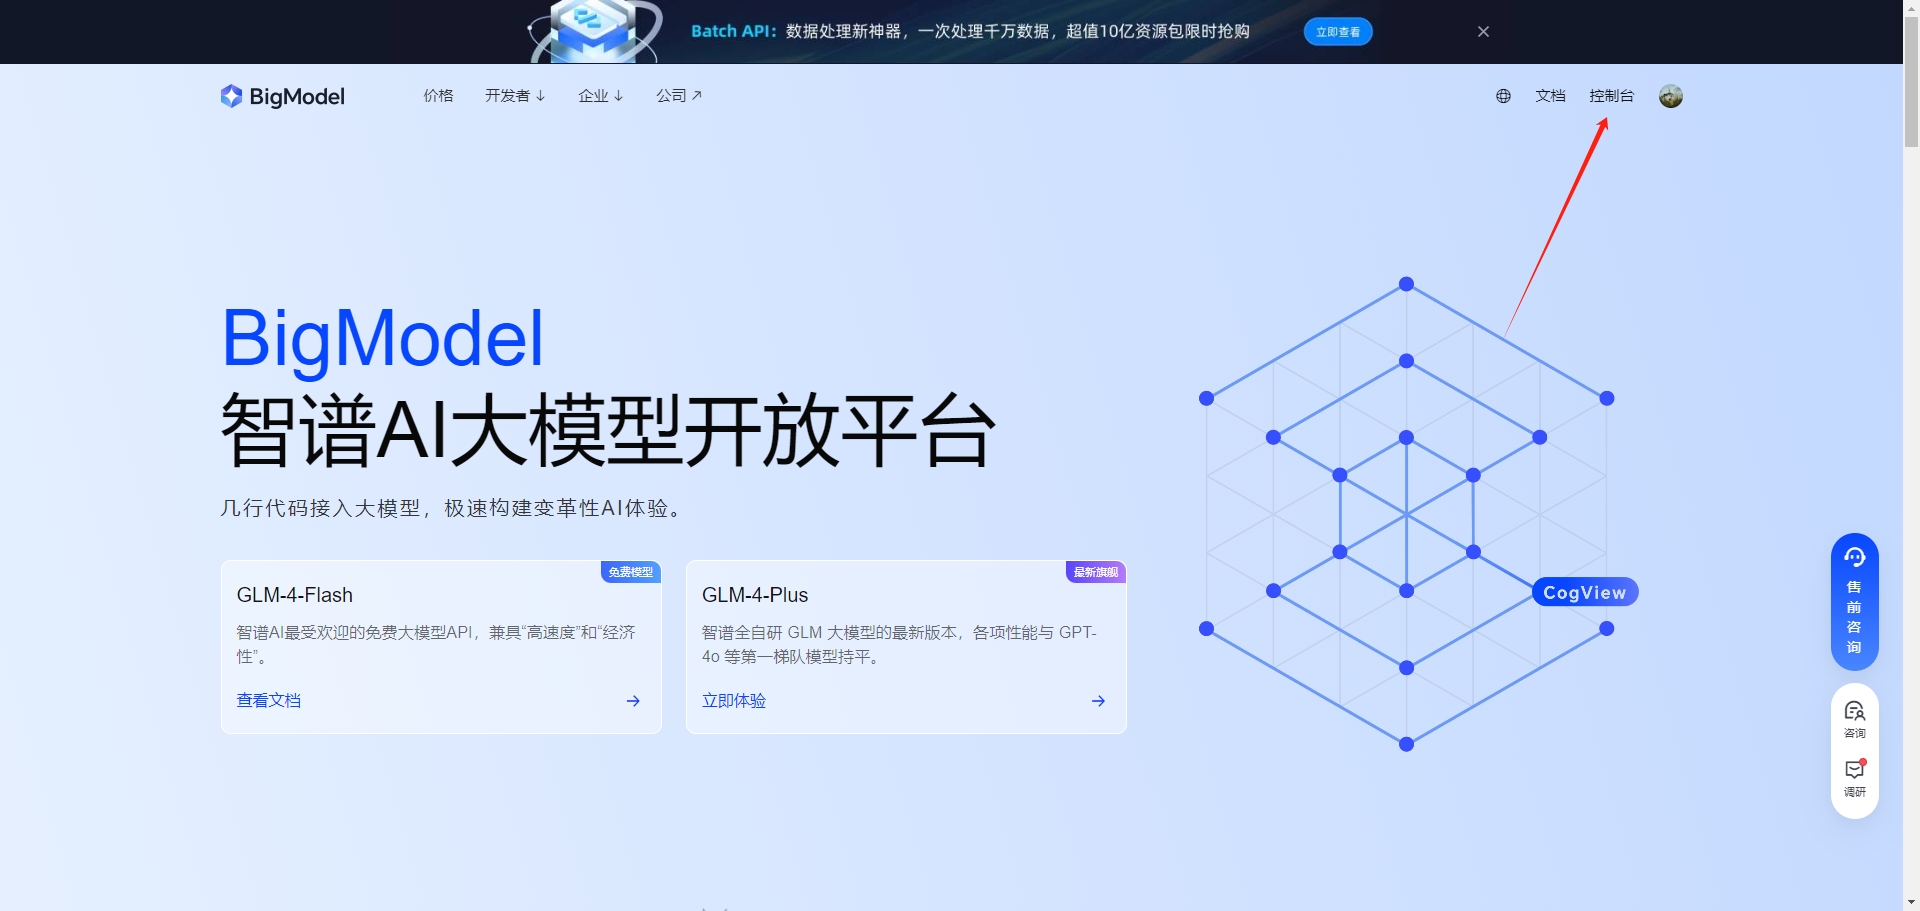 Batch API：数据处理新神器，一次处理千万数据，超值10亿资源包限时抢购
立即查看
BigModel
价格
开发者
企业
公司
文档
控制台
BigModel
智谱AI大模型开放平台
几行代码接入大模型，极速构建变革性AI体验。
免费模型
GLM-4-Flash
智谱AI最受欢迎的免费大模型API，兼具“高速度”和“经济
性”。
查看文档
最新旗舰
GLM-4-Plus
智谱全自研 GLM 大模型的最新版本，各项性能与 GPT-
4o 等第一梯队模型持平。
立即体验
CogView
售
前
咨
询
咨询
调研